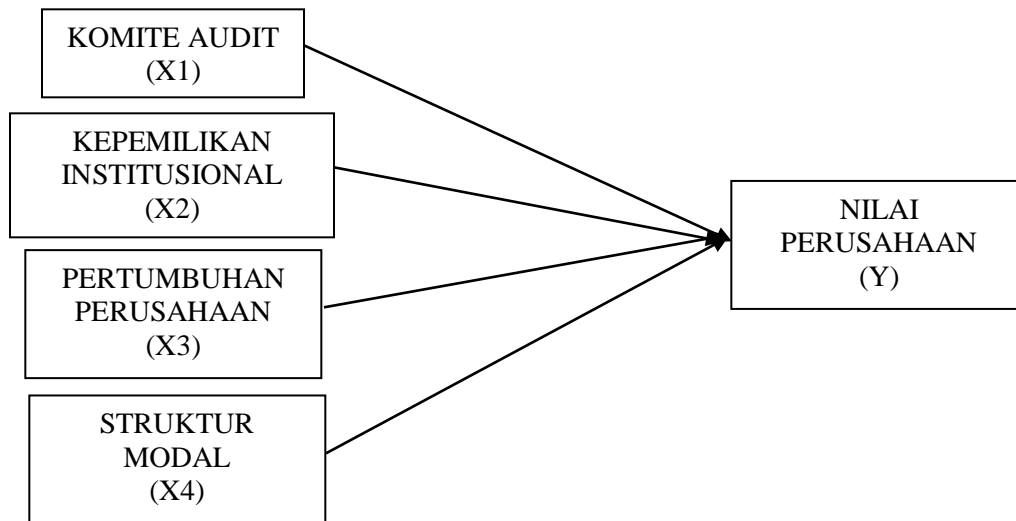 KOMITE AUDIT
(X1)
KEPEMILIKAN
INSTITUSIONAL
(X2)
PERTUMBUHAN
PERUSAHAAN
(X3)
STRUKTUR
MODAL
(X4)
NILAI
PERUSAHAAN
(Y)